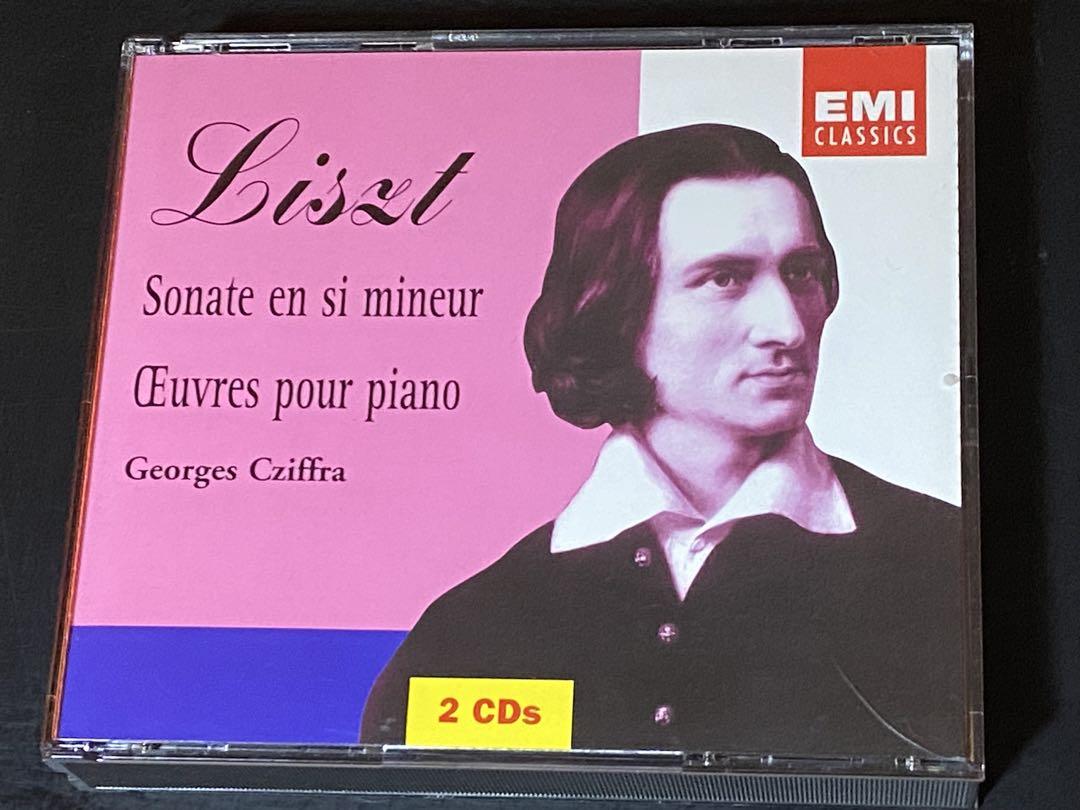 EMI
CLASSICS
Liszt
Sonate en si mineur
Œuvres pour piano
Georges Cziffra
2 CDs